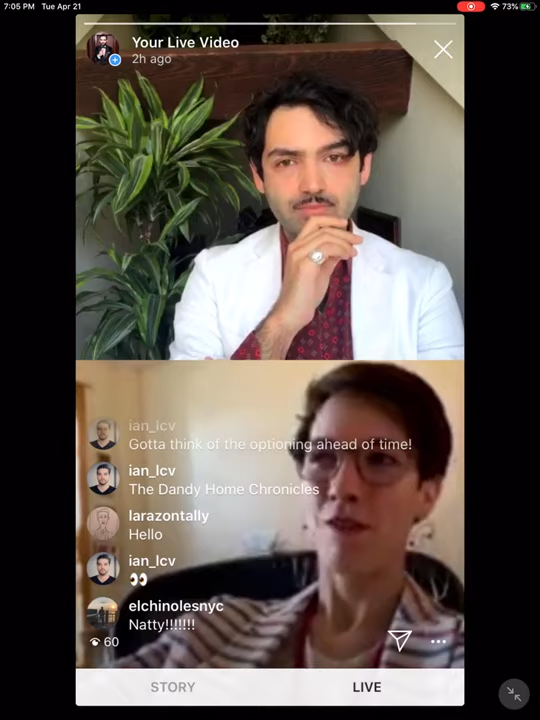 7:05 PM Tue Apr 21
73%
Your Live Video
2h ago
ian_lcv
Gotta think of the optioning ahead of time!
ian_lcv
The Dandy Home Chronicles
larazontally
Hello
ian_lcv
👀
elchinolesnyc
Natty!!!!!!!
60
STORY LIVE